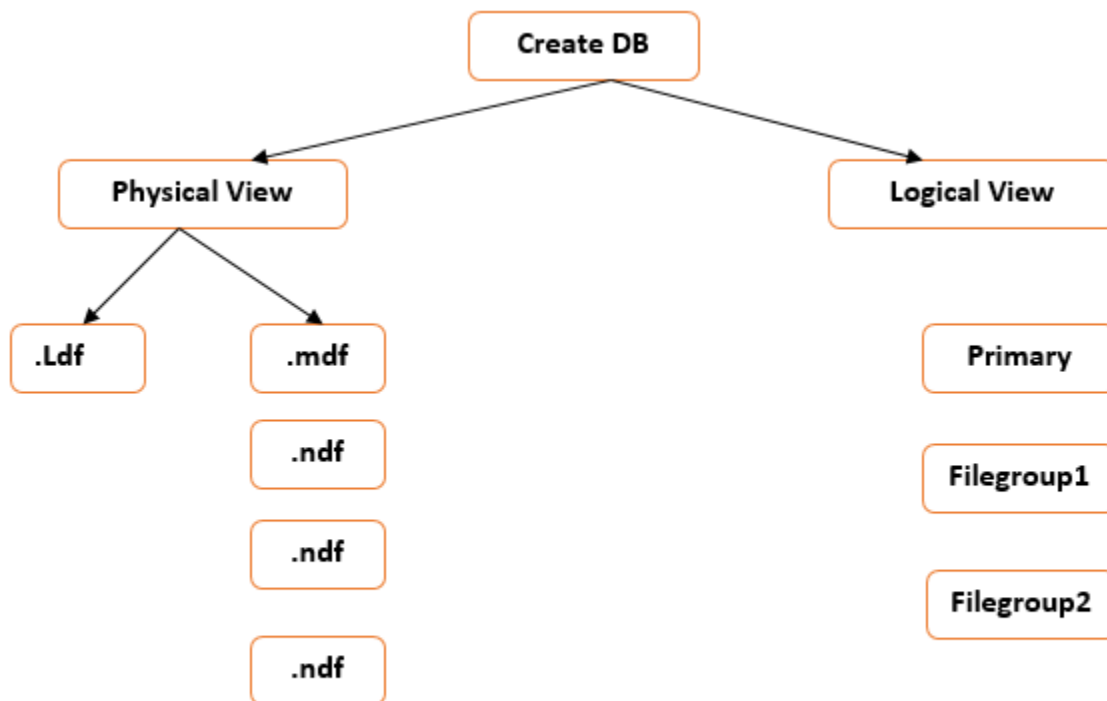 Create DB
Physical View
Logical View
.Ldf
.mdf
Primary
.ndf
Filegroup1
.ndf
Filegroup2
.ndf